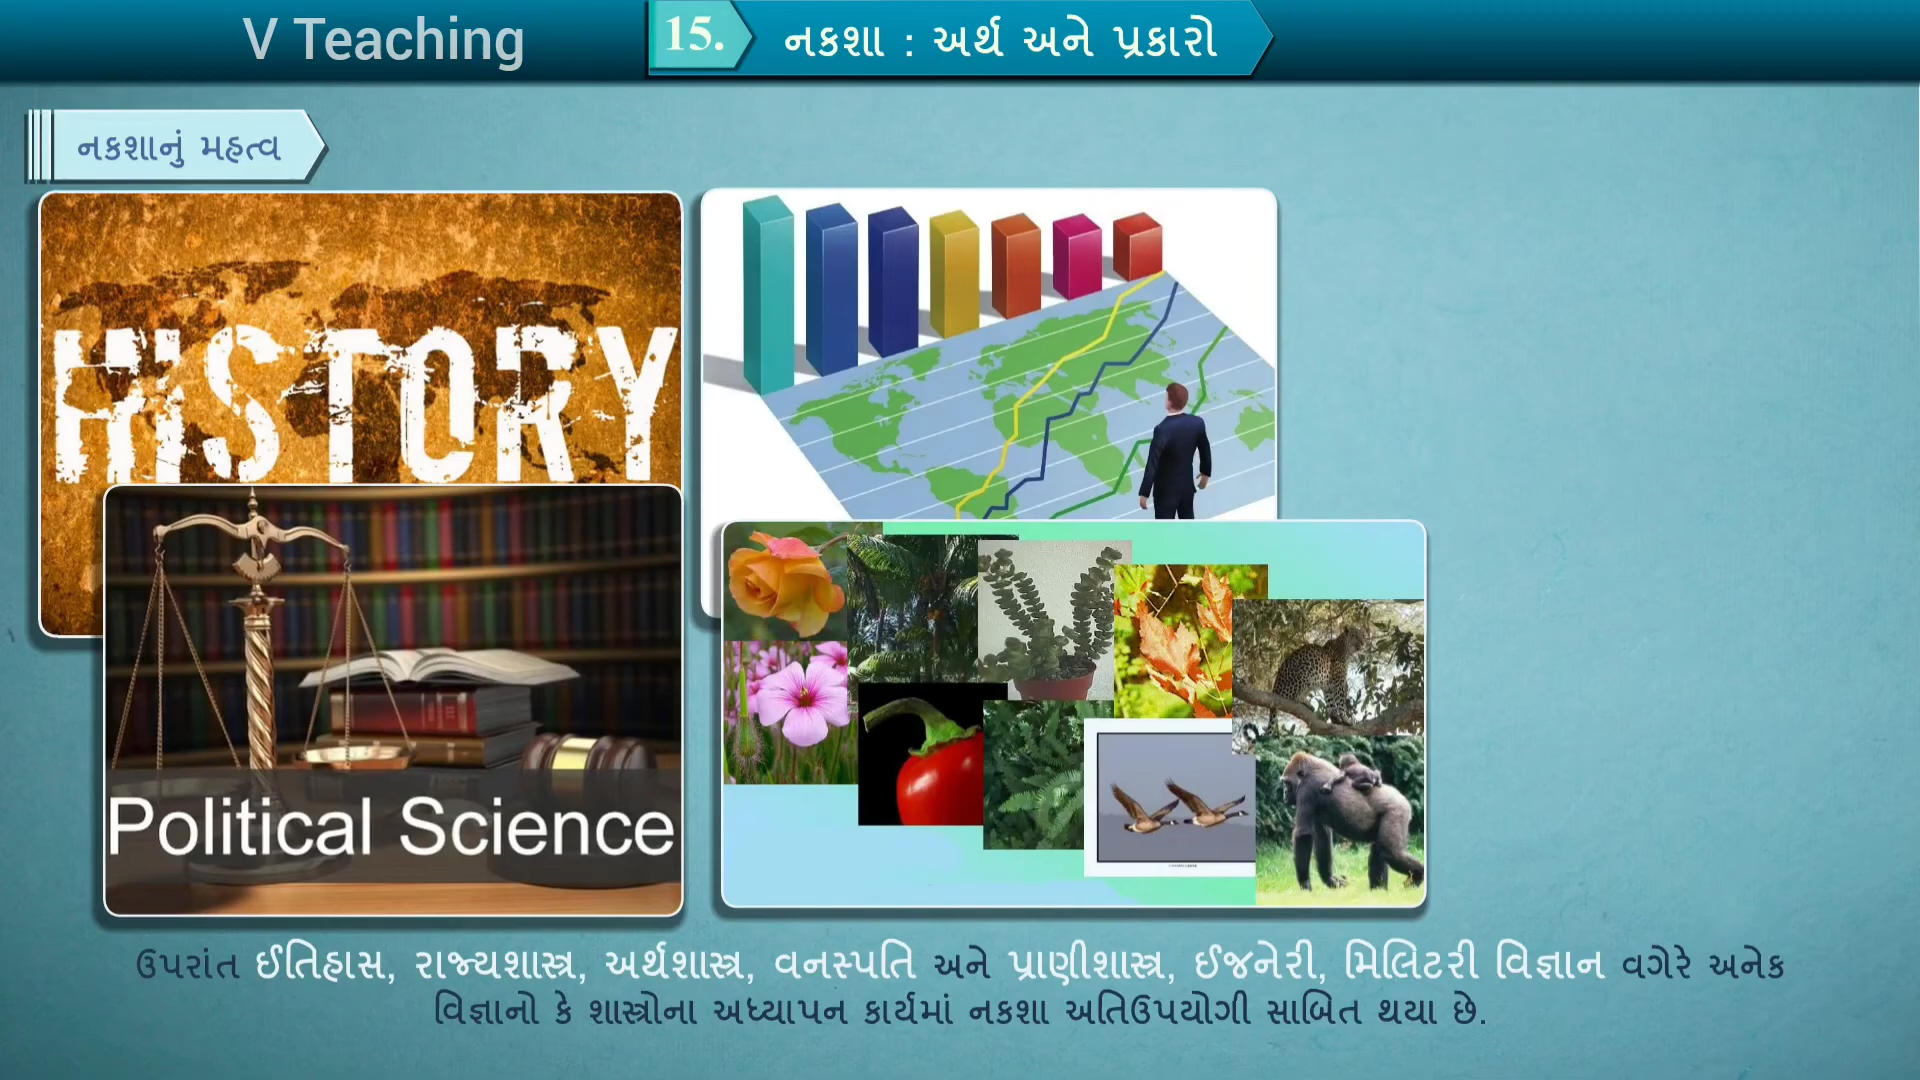 V Teaching
15.
નકશા : અર્થ અને પ્રકારો
નકશાનું મહત્વ
HISTORY
Political Science
ઉપરાંત ઈતિહાસ, રાજ્યશાસ્ત્ર, અર્થશાસ્ત્ર, વનસ્પતિ અને પ્રાણીશાસ્ત્ર, ઈજનેરી, મિલિટરી વિજ્ઞાન વગેરે અનેક
વિજ્ઞાનો કે શાસ્ત્રોના અધ્યાપન કાર્યમાં નકશા અતિઉપયોગી સાબિત થયા છે.